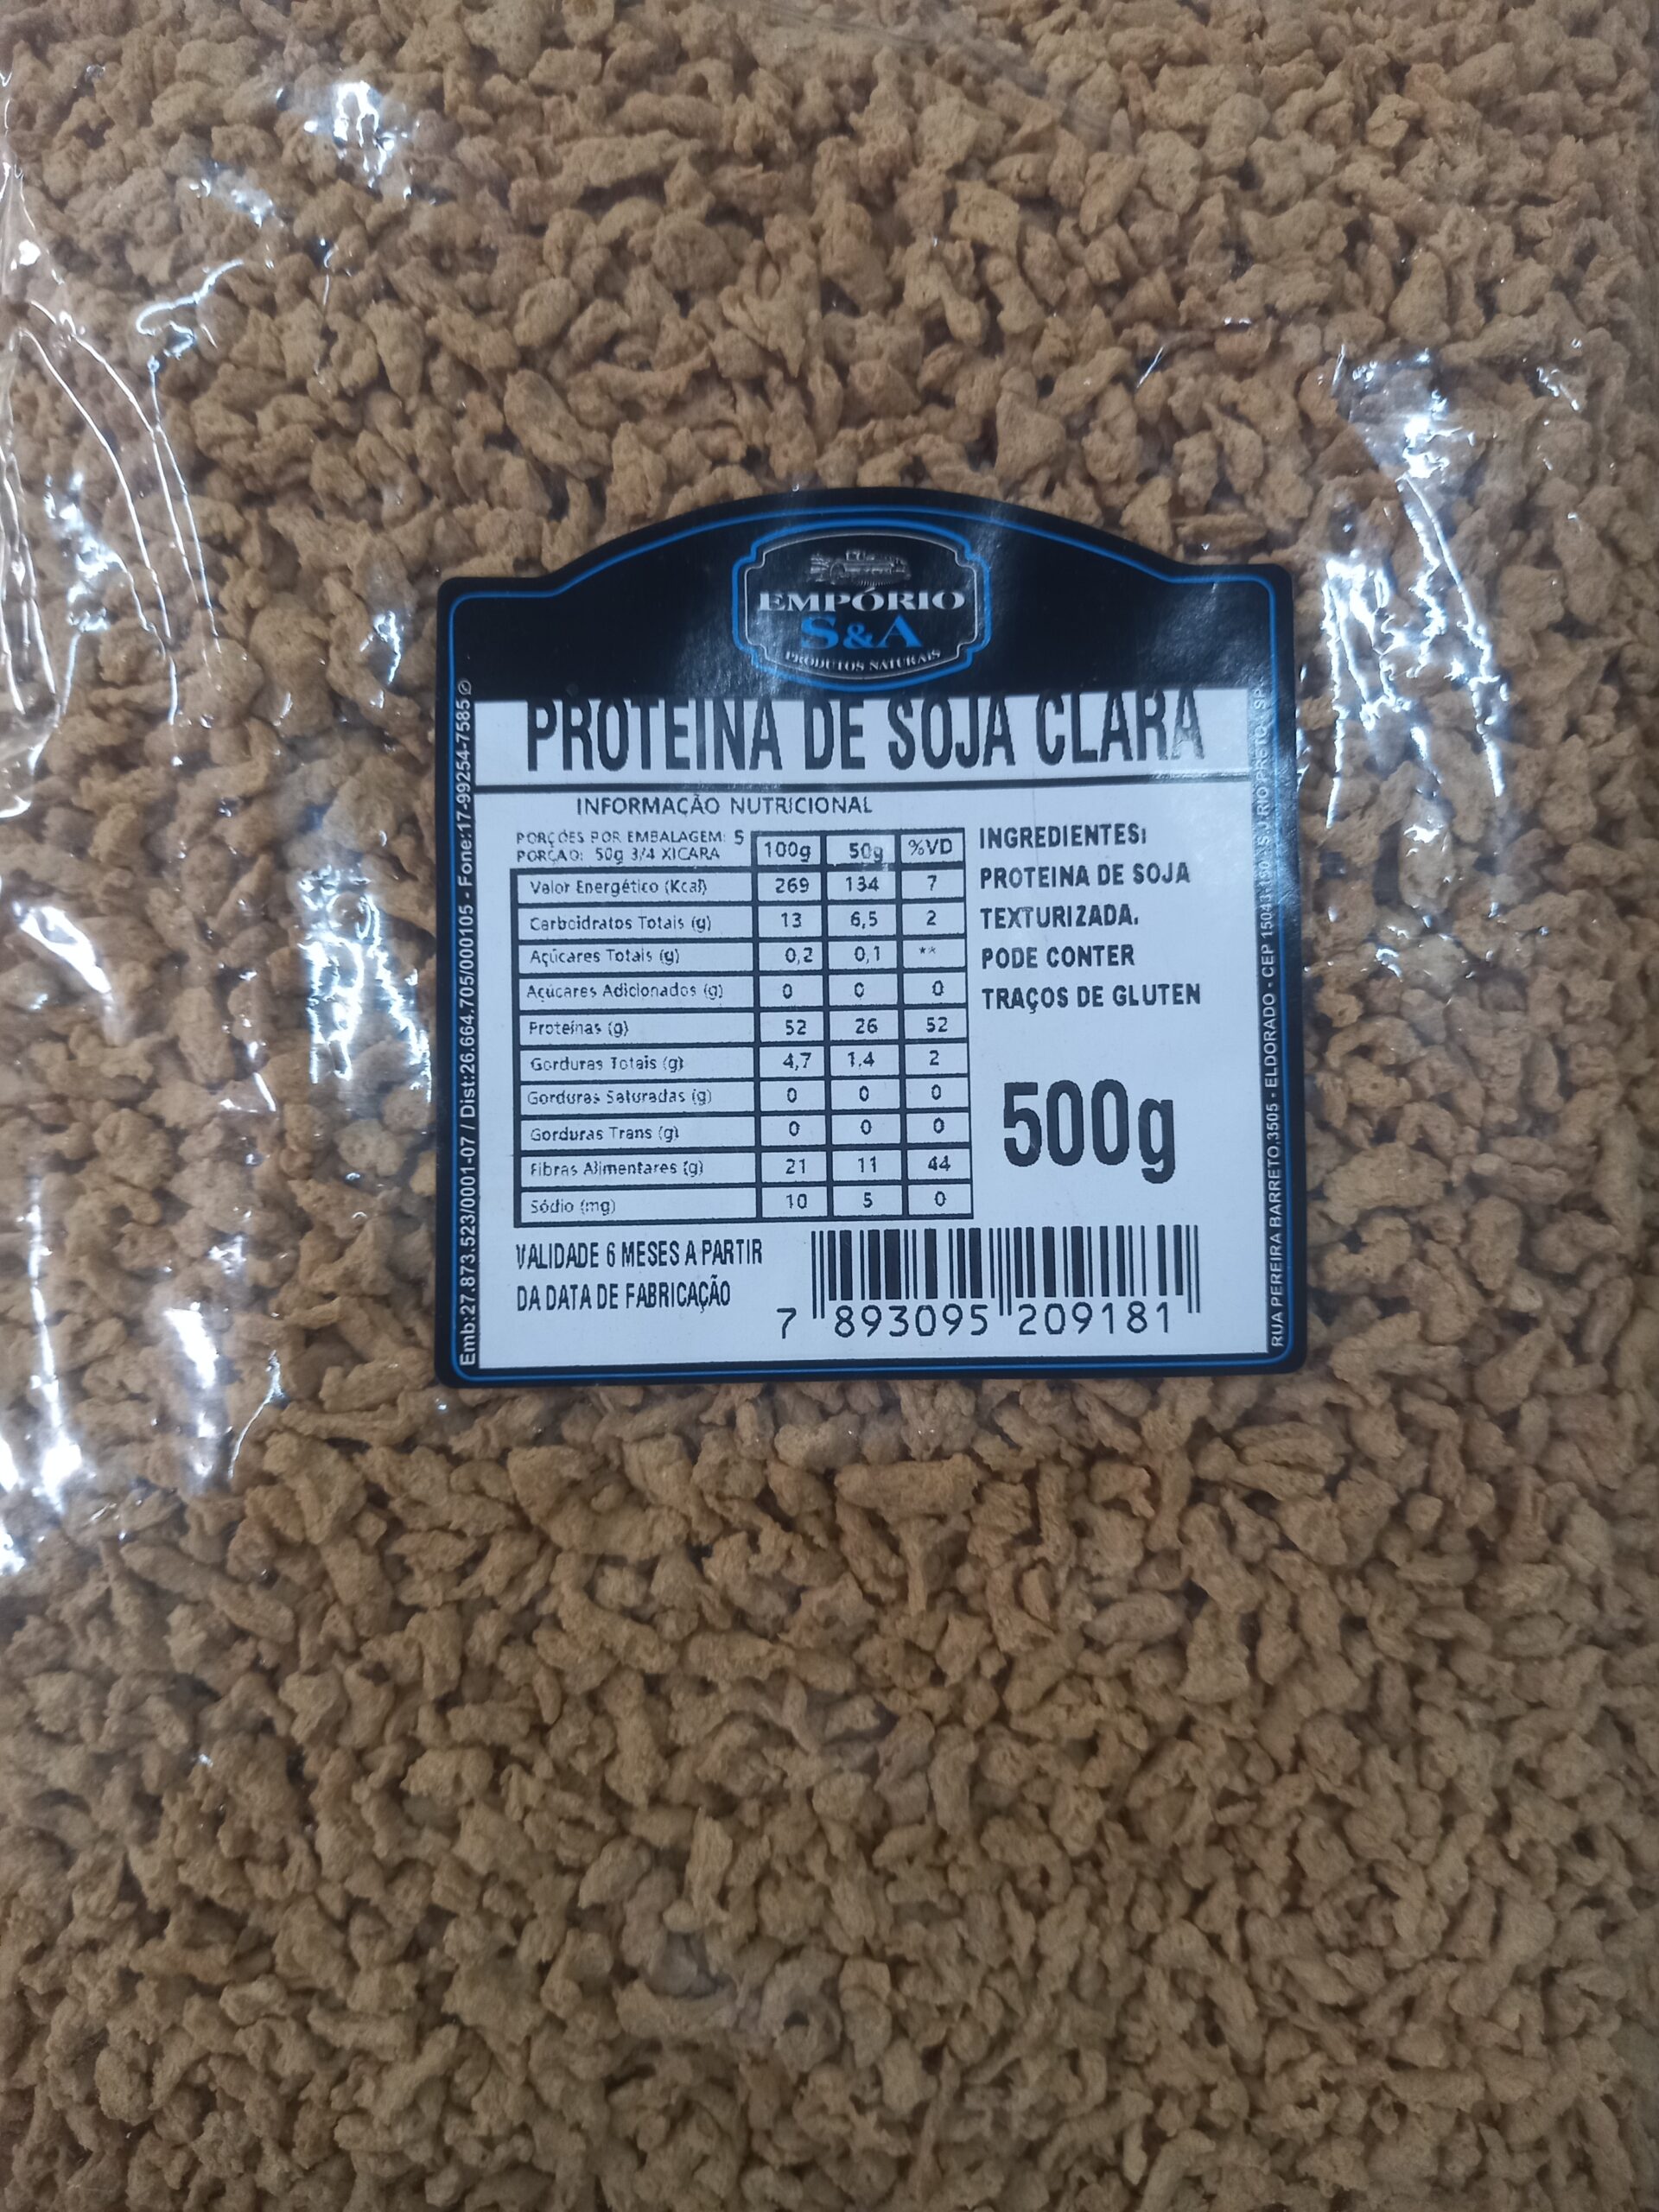 EMPÓRIO
S&A
PRODUTOS NATURAIS
PROTEINA DE SOJA CLARA
INFORMAÇÃO NUTRICIONAL
PORÇÕES POR EMBALAGEM: 5
PORÇAO: 50g 3/4 XICARA
100g 50g %VD
Valor Energético (Kcal) 269 134 7
Carboidratos Totais (g) 13 6,5 2
Açúcares Totais (g) 0,2 0,1 **
Açúcares Adicionados (g) 0 0 0
Proteínas (g) 52 26 52
Gorduras Totais (g) 4,7 1,4 2
Gorduras Saturadas (g) 0 0 0
Gorduras Trans (g) 0 0 0
Fibras Alimentares (g) 21 11 44
Sódio (mg) 10 5 0
INGREDIENTES:
PROTEINA DE SOJA
TEXTURIZADA.
PODE CONTER
TRAÇOS DE GLUTEN
500g
VALIDADE 6 MESES A PARTIR
DA DATA DE FABRICAÇÃO
7 893095 209181
Emb:27.873.523/0001-07 / Dist:26.664.705/000105 - Fone:17-99254-7585
RUA PEREIRA BARRETO,3505 - ELDORADO - CEP 15043-190 - S.J.RIO PRETO - SP